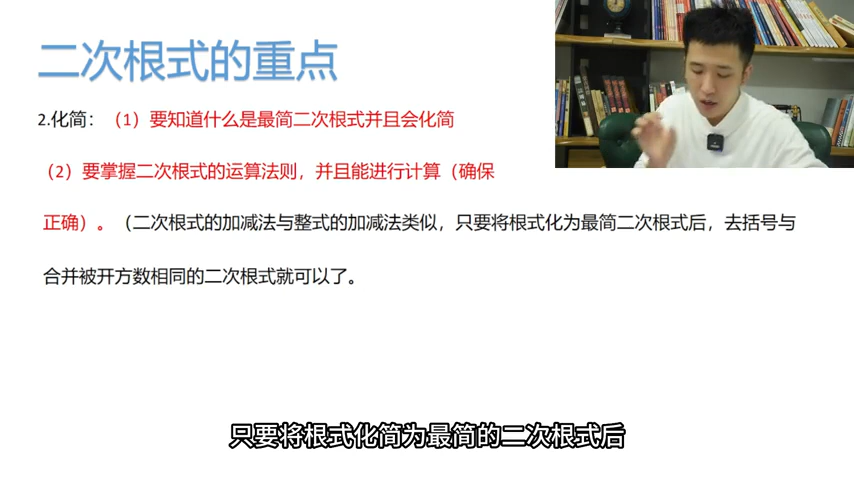 二次根式的重点
2.化简：（1）要知道什么是最简二次根式并且会化简
（2）要掌握二次根式的运算法则，并且能进行计算（确保
正确）。（二次根式的加减法与整式的加减法类似，只要将根式化为最简二次根式后，去括号与
合并被开方数相同的二次根式就可以了。
只要将根式化简为最简的二次根式后